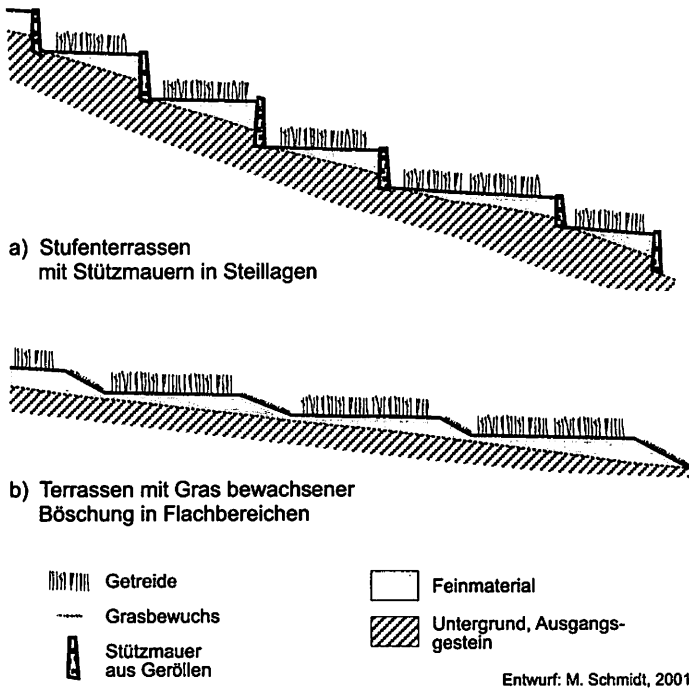 a) Stufenterrassen
mit Stützmauern in Steillagen
b) Terrassen mit Gras bewachsener
Böschung in Flachbereichen
Getreide
Grasbewuchs
Stützmauer
aus Geröllen
Feinmaterial
Untergrund, Ausgangs-
gestein
Entwurf: M. Schmidt, 2001